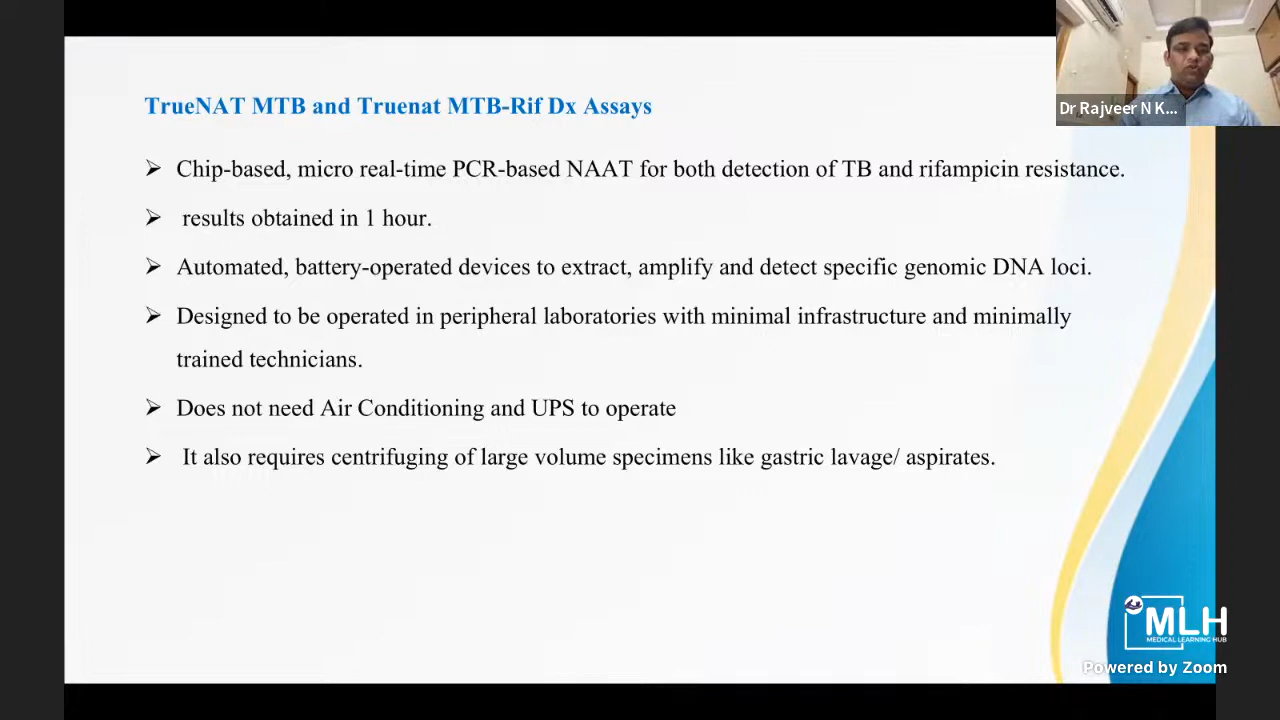 TrueNAT MTB and Truenat MTB-Rif Dx Assays
Chip-based, micro real-time PCR-based NAAT for both detection of TB and rifampicin resistance.
results obtained in 1 hour.
Automated, battery-operated devices to extract, amplify and detect specific genomic DNA loci.
Designed to be operated in peripheral laboratories with minimal infrastructure and minimally
trained technicians.
Does not need Air Conditioning and UPS to operate
It also requires centrifuging of large volume specimens like gastric lavage/ aspirates.
Dr Rajveer N K...
MLH
MEDICAL LEARNING HUB
Powered by Zoom